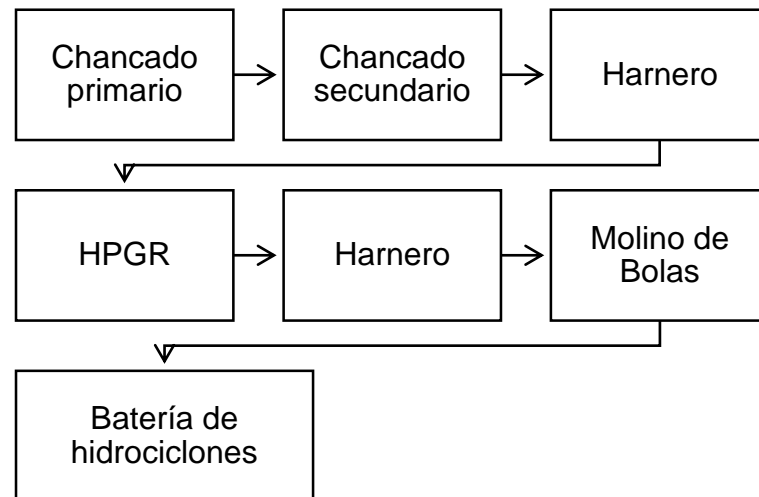 Chancado
primario
Chancado
secundario
Harnero
HPGR
Harnero
Molino de
Bolas
Batería de
hidrociclones